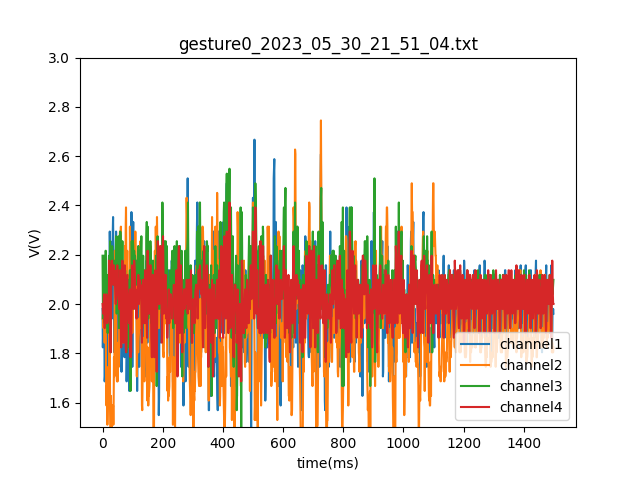 gesture0_2023_05_30_21_51_04.txt
3.0
2.8
2.6
2.4
2.2
2.0
1.8
1.6
V(V)
0 200 400 600 800 1000 1200 1400
time(ms)
channel1
channel2
channel3
channel4